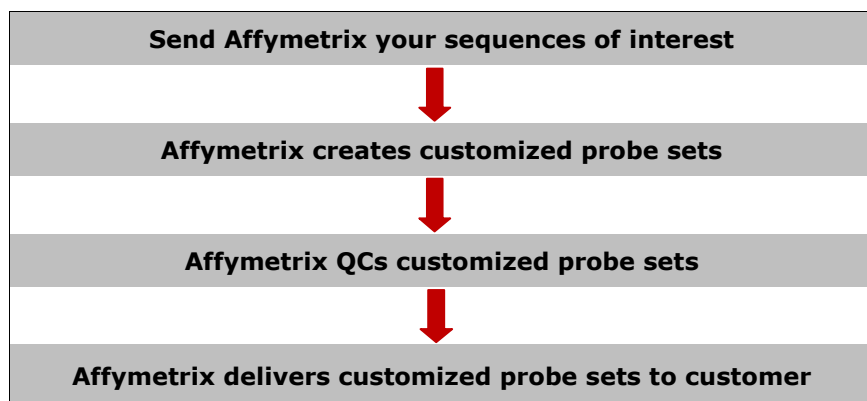 Send Affymetrix your sequences of interest
Affymetrix creates customized probe sets
Affymetrix QCs customized probe sets
Affymetrix delivers customized probe sets to customer